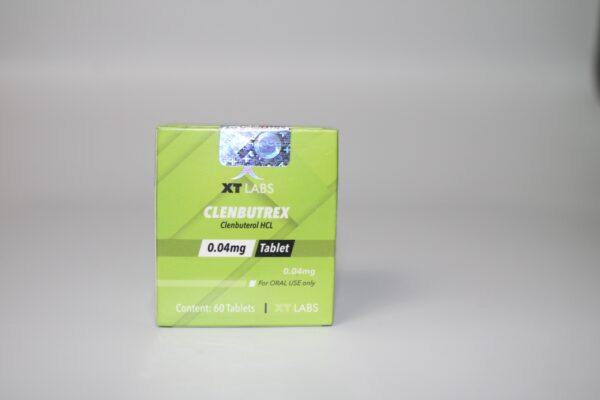 XT LABS
CLENBUTREX
Clenbuterol HCL
0.04mg Tablet
0.04mg
For ORAL USE only
Content: 60 Tablets | XT LABS